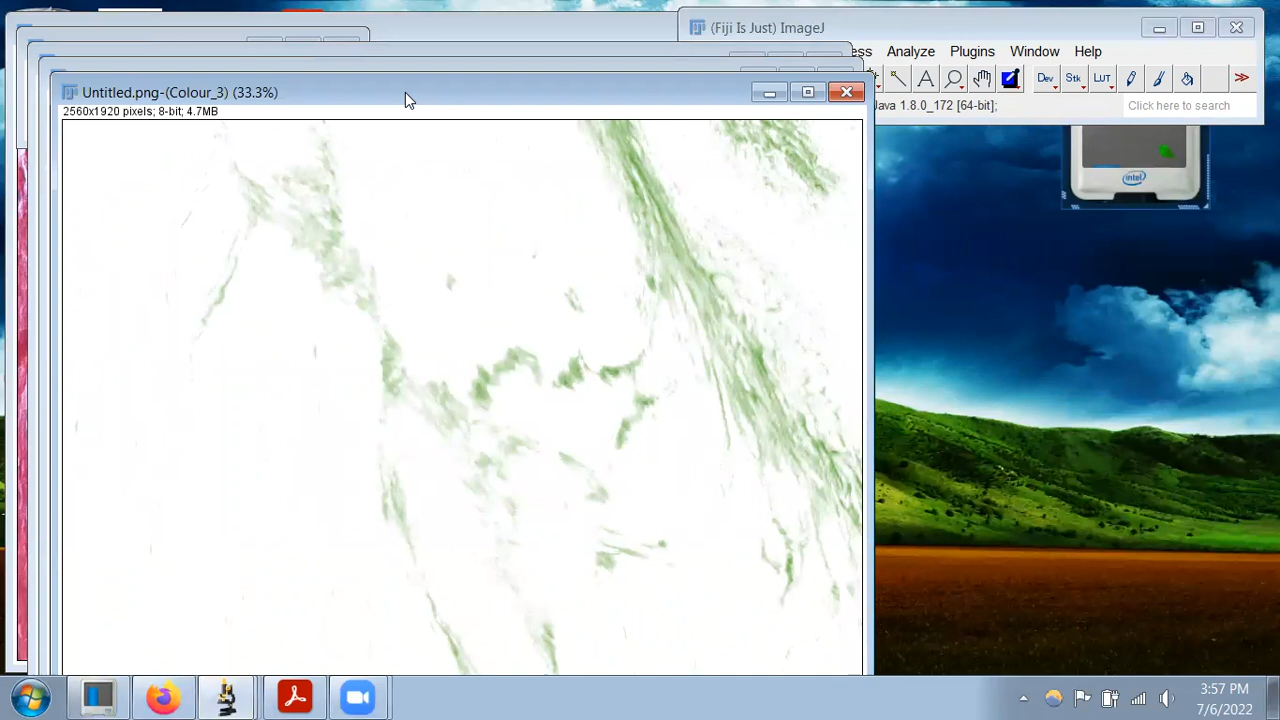 (Fiji Is Just) ImageJ
ess Analyze Plugins Window Help
Dev Stk LUT
Java 1.8.0_172 [64-bit];
Click here to search
Untitled.png-(Colour_3) (33.3%)
2560x1920 pixels; 8-bit; 4.7MB
intel
3:57 PM
7/6/2022